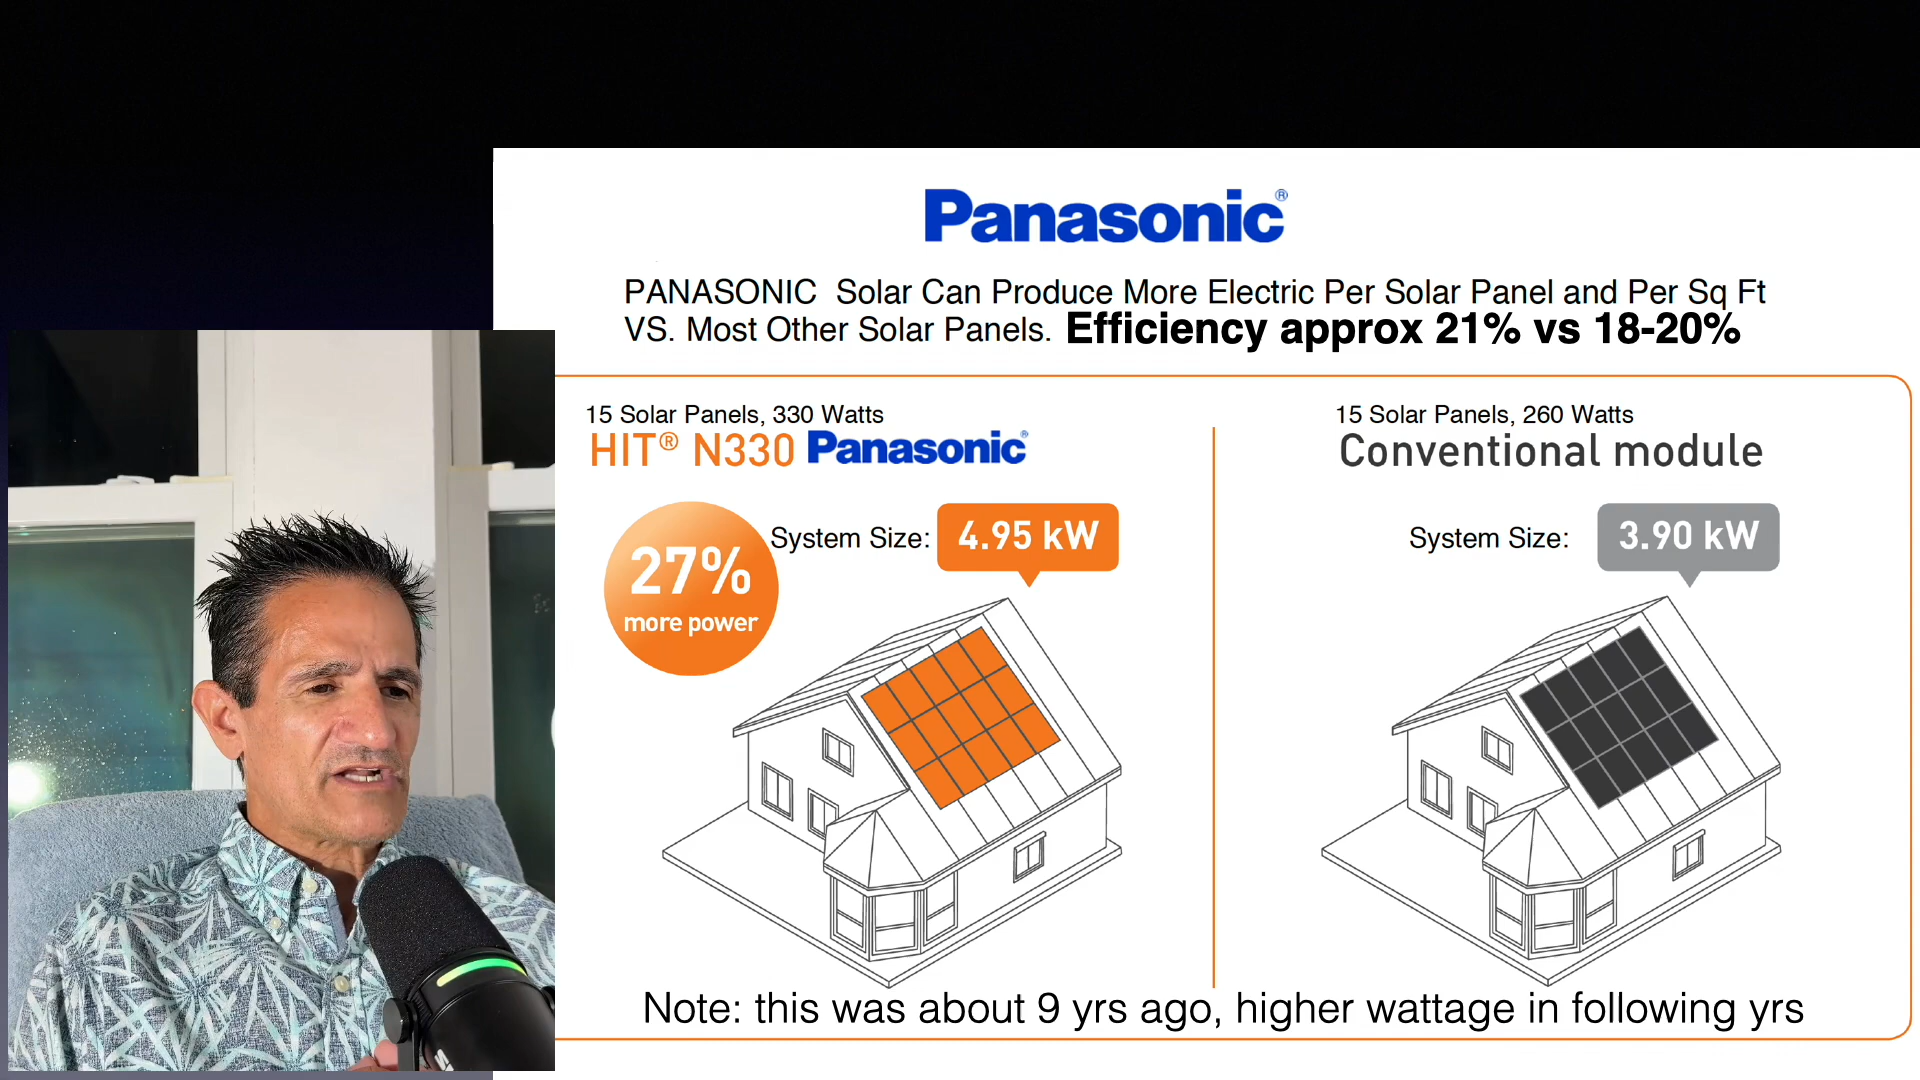 Panasonic®
PANASONIC Solar Can Produce More Electric Per Solar Panel and Per Sq Ft
VS. Most Other Solar Panels. Efficiency approx 21% vs 18-20%
15 Solar Panels, 330 Watts
HIT® N330 Panasonic®
27%
more power
System Size: 4.95 kW
15 Solar Panels, 260 Watts
Conventional module
System Size: 3.90 kW
Note: this was about 9 yrs ago, higher wattage in following yrs